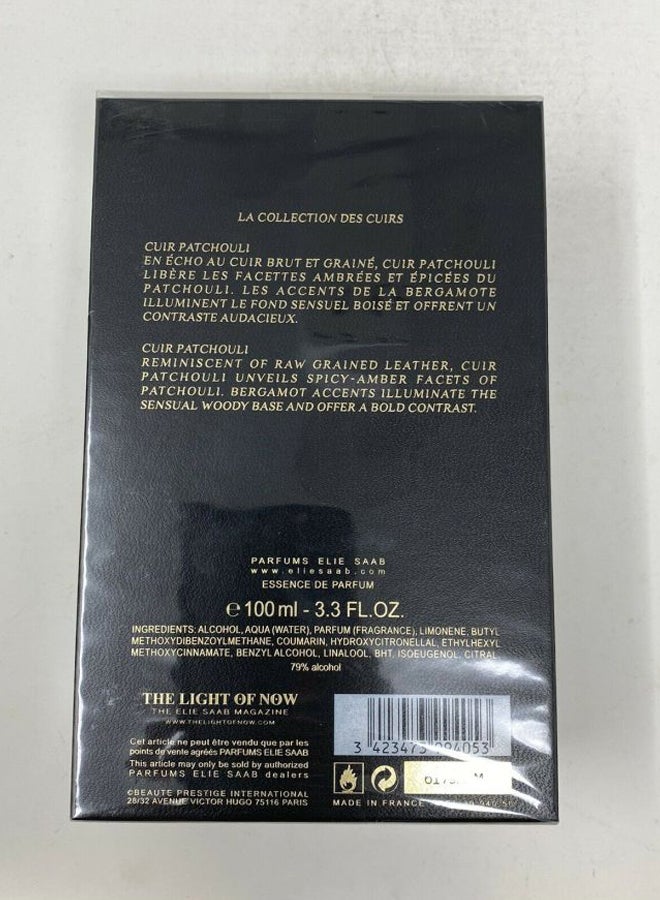 LA COLLECTION DES CUIRS
CUIR PATCHOULI
EN ÉCHO AU CUIR BRUT ET GRAINÉ, CUIR PATCHOULI
LIBÈRE LES FACETTES AMBRÉES ET ÉPICÉES DU
PATCHOULI. LES ACCENTS DE LA BERGAMOTE
ILLUMINENT LE FOND SENSUEL BOISÉ ET OFFRENT UN
CONTRASTE AUDACIEUX.
CUIR PATCHOULI
REMINISCENT OF RAW GRAINED LEATHER, CUIR
PATCHOULI UNVEILS SPICY-AMBER FACETS OF
PATCHOULI. BERGAMOT ACCENTS ILLUMINATE THE
SENSUAL WOODY BASE AND OFFER A BOLD CONTRAST.
PARFUMS ELIE SAAB
www.eliesaab.com
ESSENCE DE PARFUM
℮ 100 ml - 3.3 FL.OZ.
INGREDIENTS: ALCOHOL, AQUA (WATER), PARFUM (FRAGRANCE), LIMONENE, BUTYL
METHOXYDIBENZOYLMETHANE, COUMARIN, HYDROXYCITRONELLAL, ETHYLHEXYL
METHOXYCINNAMATE, BENZYL ALCOHOL, LINALOOL, BHT, ISOEUGENOL, CITRAL
79% alcohol
THE LIGHT OF NOW
THE ELIE SAAB MAGAZINE
WWW.THELIGHTOFNOW.COM
Cet article ne peut être vendu que par les
points de vente agréés PARFUMS ELIE SAAB
This article may only be sold by authorized
PARFUMS ELIE SAAB dealers
©BEAUTE PRESTIGE INTERNATIONAL
28/32 AVENUE VICTOR HUGO 75116 PARIS
MADE IN FRANCE